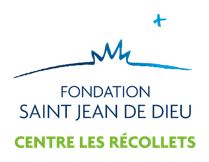 FONDATION
SAINT JEAN DE DIEU
CENTRE LES RÉCOLLETS